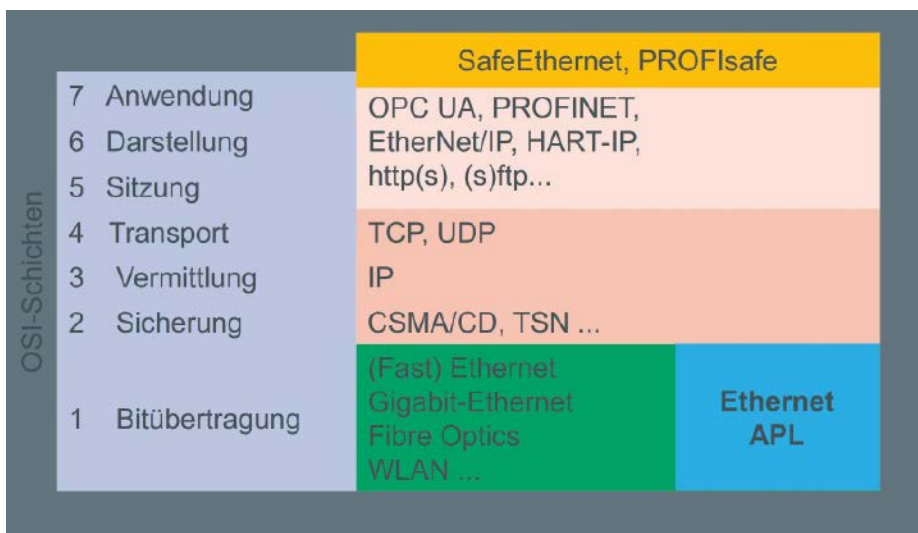 SafeEthernet, PROFIsafe
OSI-Schichten
7 Anwendung
6 Darstellung
5 Sitzung
4 Transport
3 Vermittlung
2 Sicherung
1 Bitübertragung
OPC UA, PROFINET,
EtherNet/IP, HART-IP,
http(s), (s)ftp...
TCP, UDP
IP
CSMA/CD, TSN ...
(Fast) Ethernet
Gigabit-Ethernet
Fibre Optics
WLAN ...
Ethernet
APL